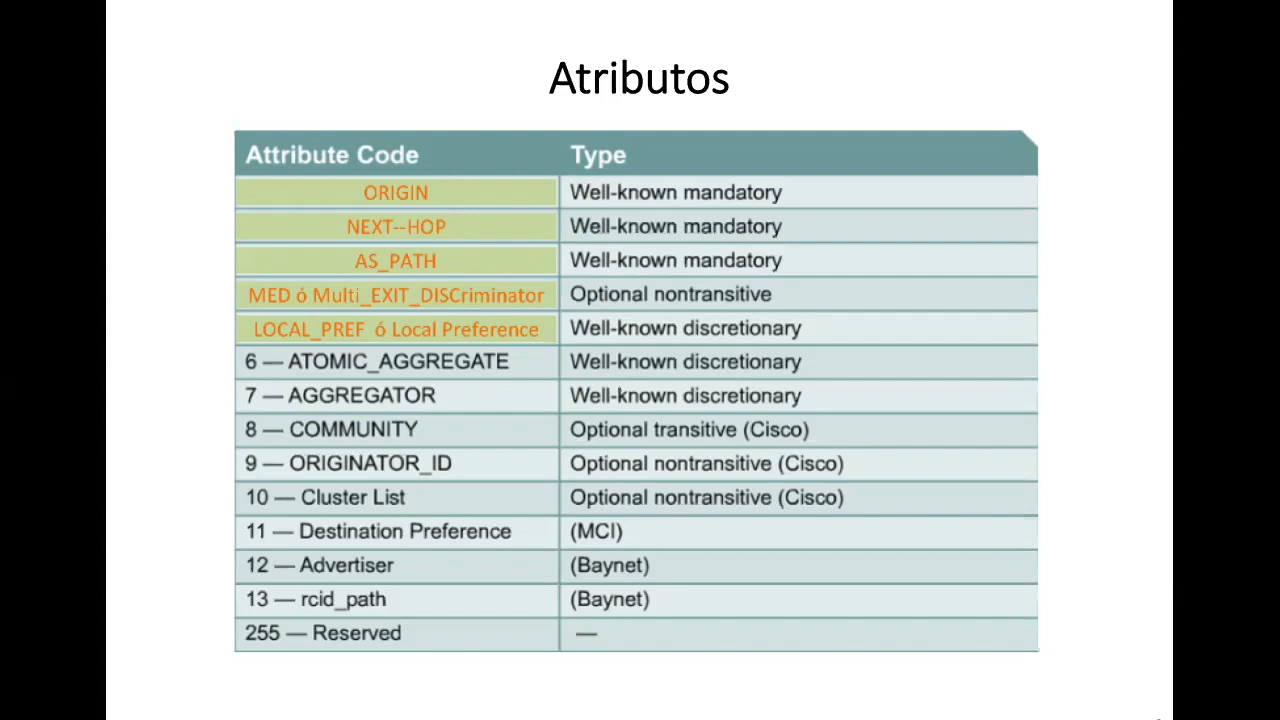 Atributos
Attribute Code Type
ORIGIN Well-known mandatory
NEXT--HOP Well-known mandatory
AS_PATH Well-known mandatory
MED ó Multi_EXIT_DISCriminator Optional nontransitive
LOCAL_PREF ó Local Preference Well-known discretionary
6 — ATOMIC_AGGREGATE Well-known discretionary
7 — AGGREGATOR Well-known discretionary
8 — COMMUNITY Optional transitive (Cisco)
9 — ORIGINATOR_ID Optional nontransitive (Cisco)
10 — Cluster List Optional nontransitive (Cisco)
11 — Destination Preference (MCI)
12 — Advertiser (Baynet)
13 — rcid_path (Baynet)
255 — Reserved —